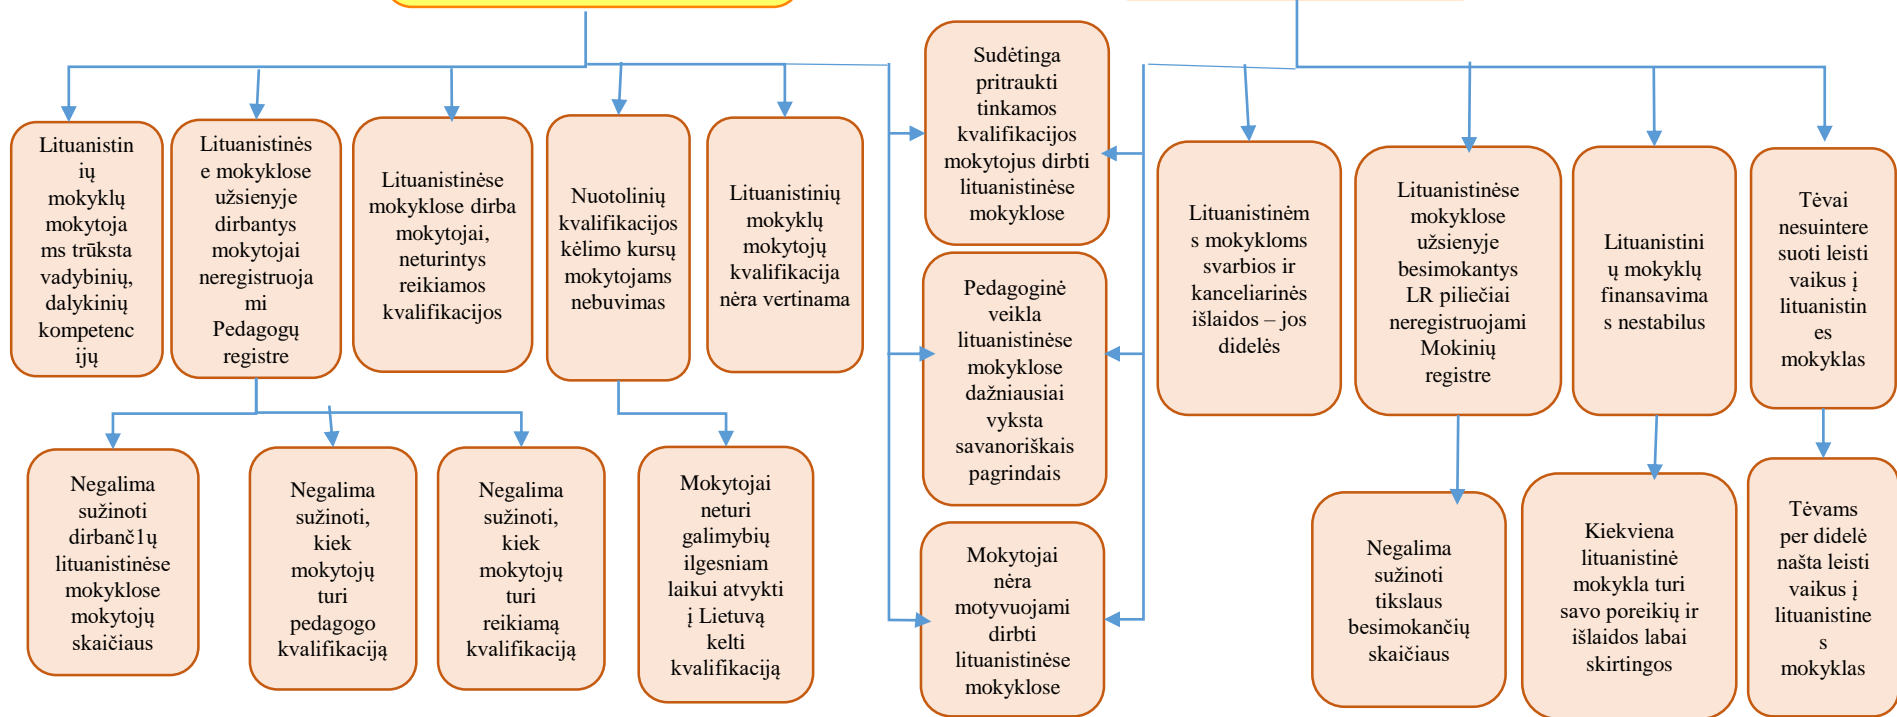 Lituanistin
ių
mokyklų
mokytoja
ms trūksta
vadybinių,
dalykinių
kompetenc
ijų
Lituanistinės
e mokyklose
užsienyje
dirbantys
mokytojai
neregistruoja
mi
Pedagogų
registre
Lituanistinėse
mokyklose dirba
mokytojai,
neturintys
reikiamos
kvalifikacijos
Nuotolinių
kvalifikacijos
kėlimo kursų
mokytojams
nebuvimas
Lituanistinių
mokyklų
mokytojų
kvalifikacija
nėra vertinama
Sudėtinga
pritraukti
tinkamos
kvalifikacijos
mokytojus dirbti
lituanistinėse
mokyklose
Pedagoginė
veikla
lituanistinėse
mokyklose
dažniausiai
vyksta
savanoriškais
pagrindais
Mokytojai
nėra
motyvuojami
dirbti
lituanistinėse
mokyklose
Lituanistinėm
s mokykloms
svarbios ir
kanceliarinės
išlaidos – jos
didelės
Lituanistinėse
mokyklose
užsienyje
besimokantys
LR piliečiai
neregistruojami
Mokinių
registre
Lituanistini
ų mokyklų
finansavima
s nestabilus
Tėvai
nesuintere
suoti leisti
vaikus į
lituanistin
es
mokyklas
Negalima
sužinoti
dirbanč1ų
lituanistinėse
mokyklose
mokytojų
skaičiaus
Negalima
sužinoti,
kiek
mokytojų
turi
pedagogo
kvalifikaciją
Negalima
sužinoti,
kiek
mokytojų
turi
reikiamą
kvalifikaciją
Mokytojai
neturi
galimybių
ilgesniam
laikui atvykti
į Lietuvą
kelti
kvalifikaciją
Negalima
sužinoti
tikslaus
besimokančių
skaičiaus
Kiekviena
lituanistinė
mokykla turi
savo poreikių ir
išlaidos labai
skirtingos
Tėvams
per didelė
našta leisti
vaikus į
lituanistine
s
mokyklas